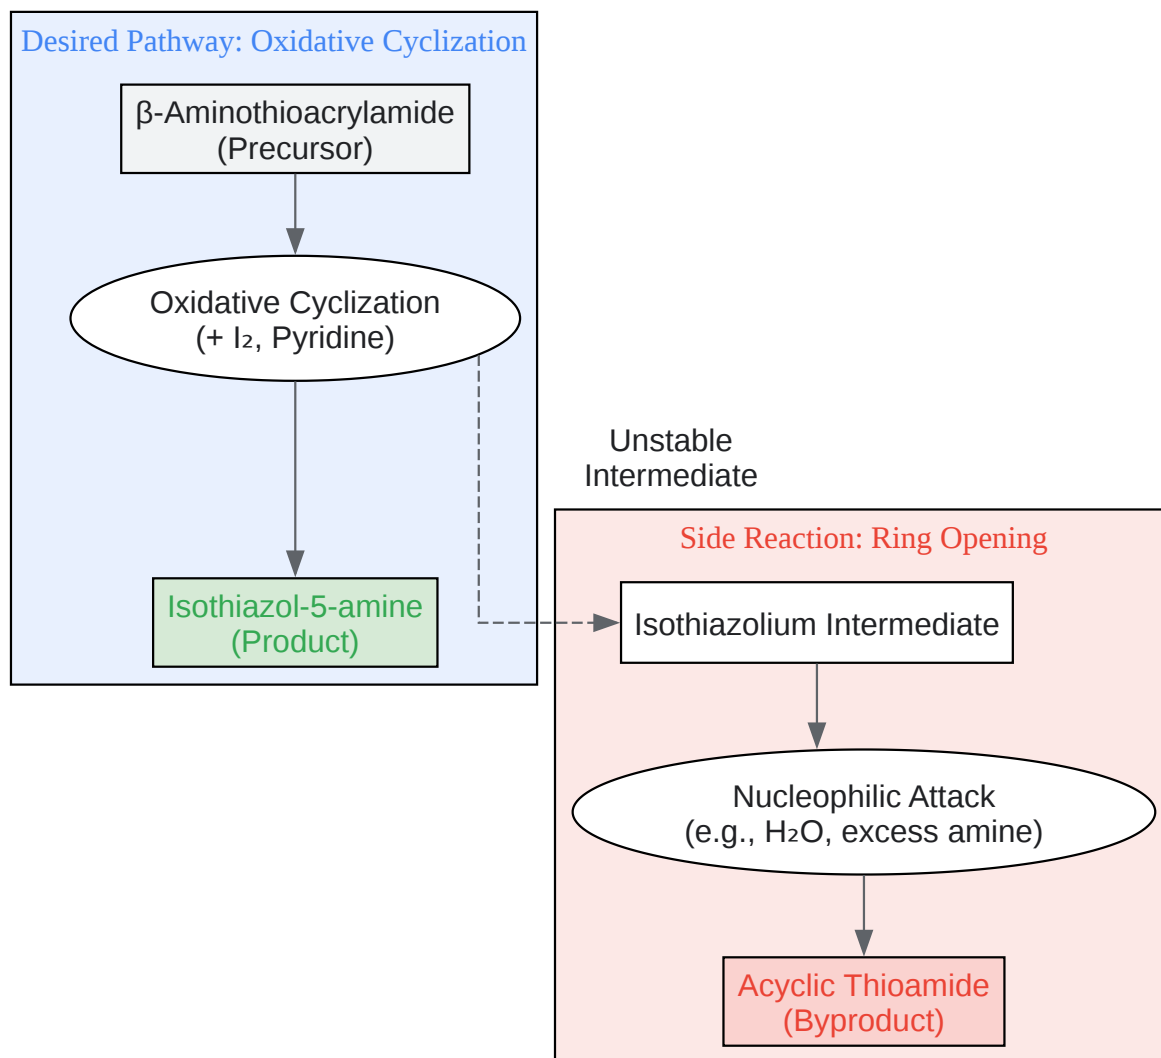 Desired Pathway: Oxidative Cyclization
β-Aminothioacrylamide
(Precursor)
Oxidative Cyclization
(+ I₂, Pyridine)
Isothiazol-5-amine
(Product)
Unstable
Intermediate
Side Reaction: Ring Opening
Isothiazolium Intermediate
Nucleophilic Attack
(e.g., H₂O, excess amine)
Acyclic Thioamide
(Byproduct)